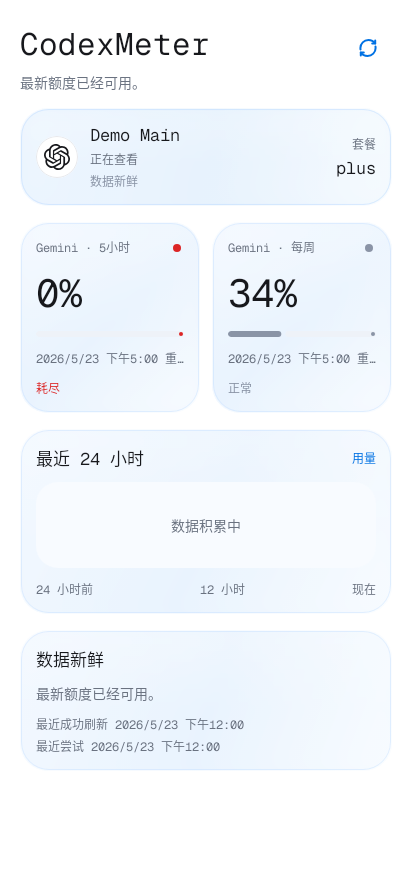 CodexMeter
最新额度已经可用。
Demo Main
正在查看
数据新鲜
套餐
plus
Gemini · 5小时
0%
2026/5/23 下午5:00 重…
耗尽
Gemini · 每周
34%
2026/5/23 下午5:00 重…
正常
最近 24 小时
用量
数据积累中
24 小时前
12 小时
现在
数据新鲜
最新额度已经可用。
最近成功刷新 2026/5/23 下午12:00
最近尝试 2026/5/23 下午12:00